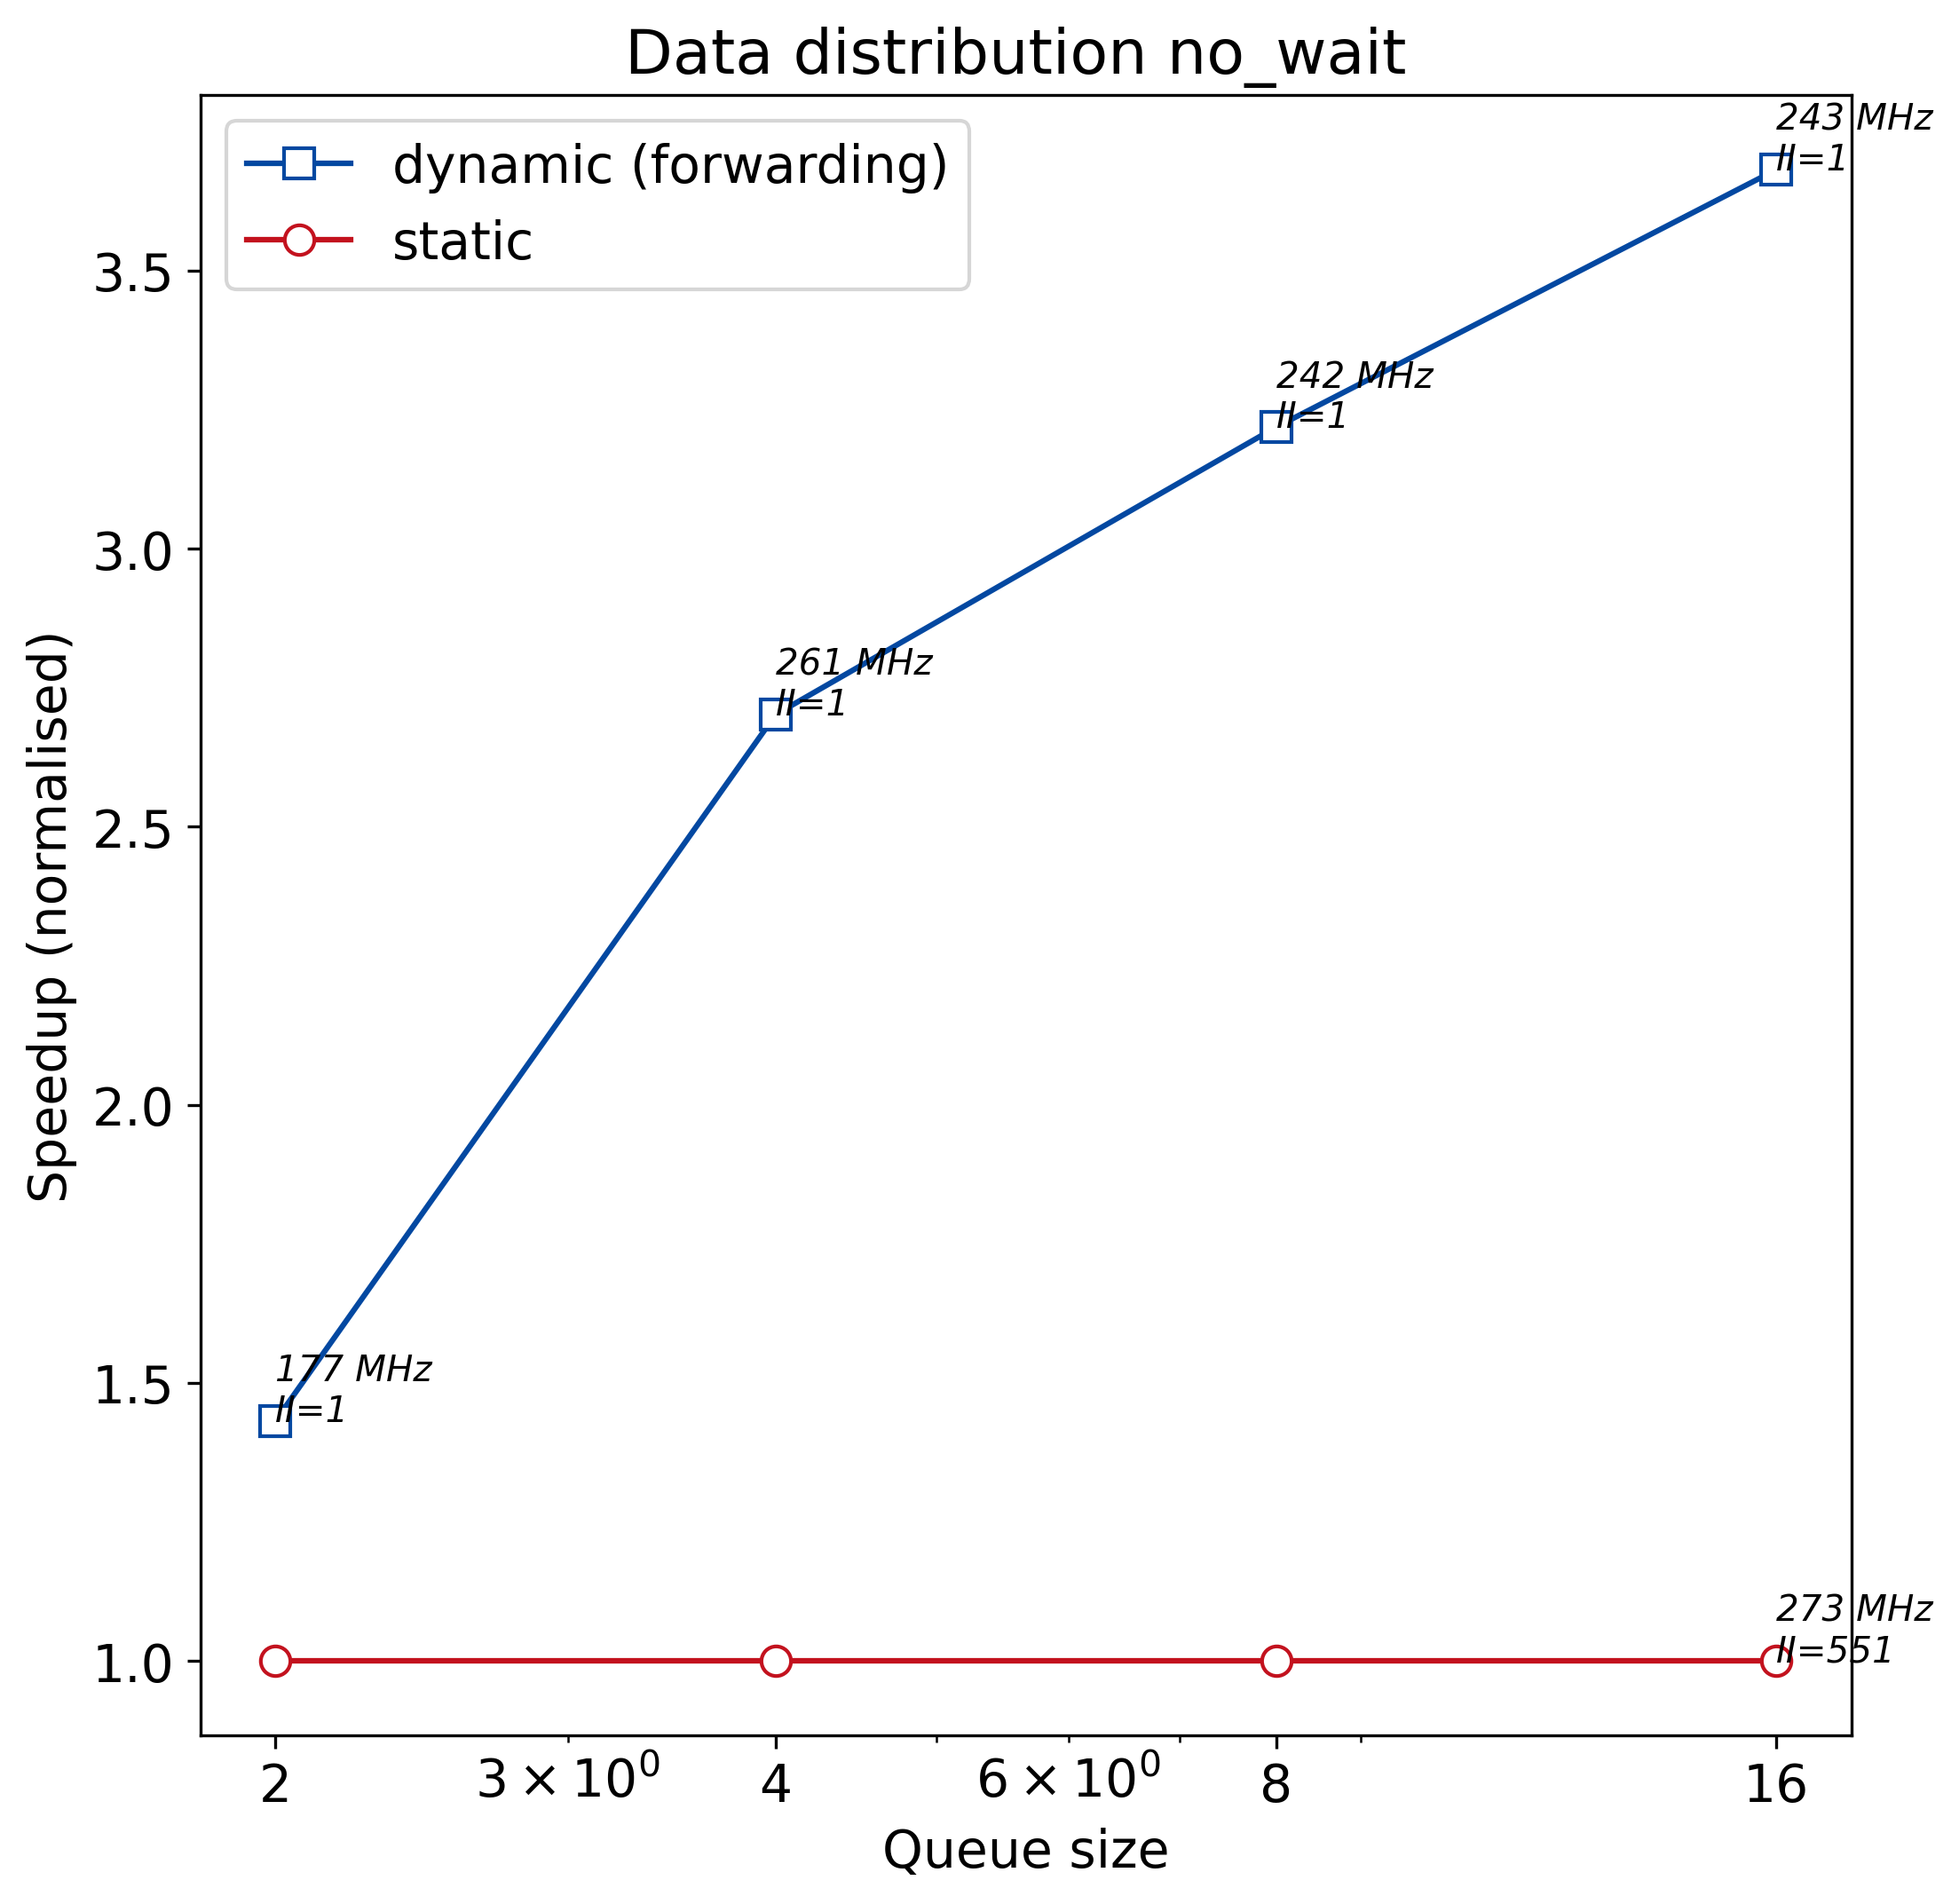 Data distribution no_wait
dynamic (forwarding)
static
243 MHz
II=1
242 MHz
II=1
261 MHz
II=1
177 MHz
II=1
273 MHz
II=551
3.5
3.0
2.5
2.0
1.5
1.0
Speedup (normalised)
2
3 × 10⁰
4
6 × 10⁰
8
16
Queue size